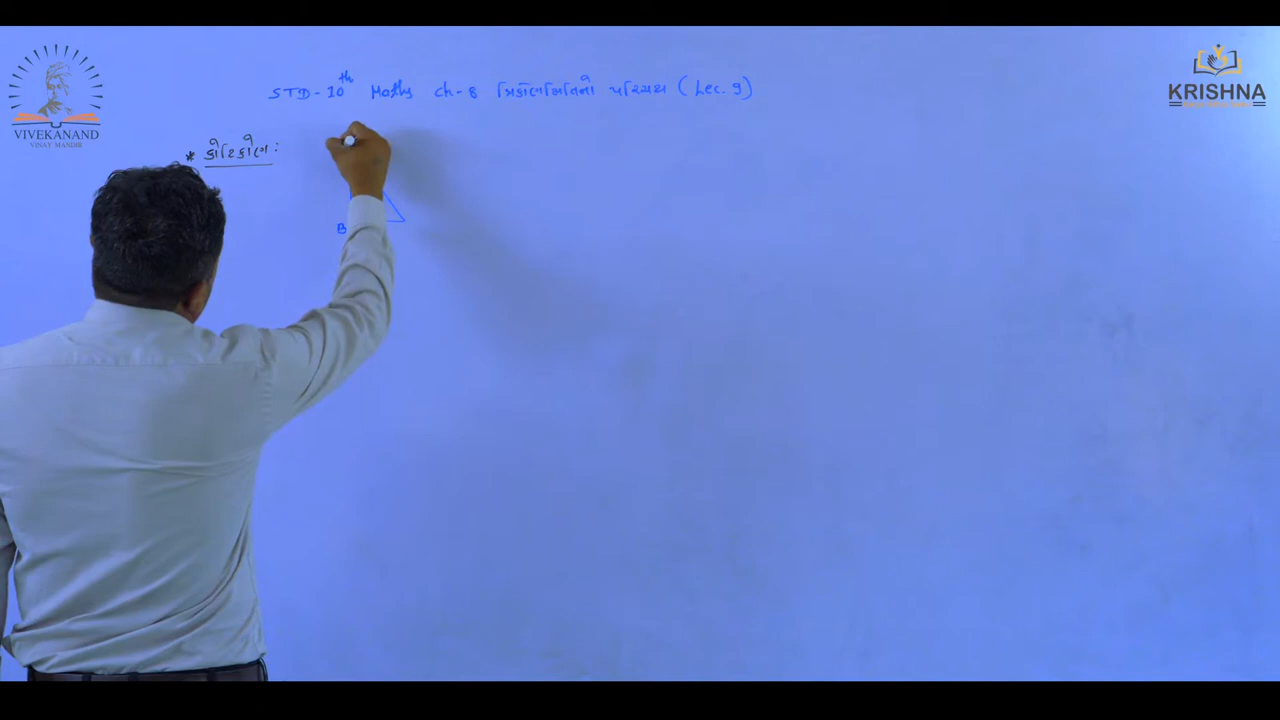 STD-10th Maths ch-8 ત્રિકોણમિતિનો પરિચય (Lec. 9)
* કોટિકોણ :
B
VIVEKANAND
VINAY MANDIR
KRISHNA